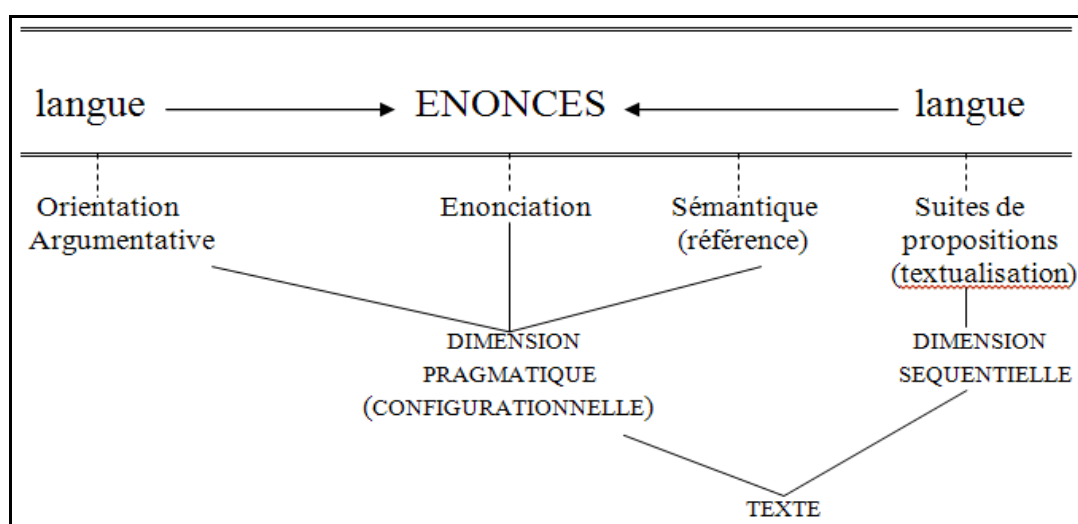 langue ENONCES langue
Orientation Enonciation Sémantique Suites de
Argumentative (référence) propositions
(textualisation)
DIMENSION DIMENSION
PRAGMATIQUE SEQUENTIELLE
(CONFIGURATIONNELLE)
TEXTE